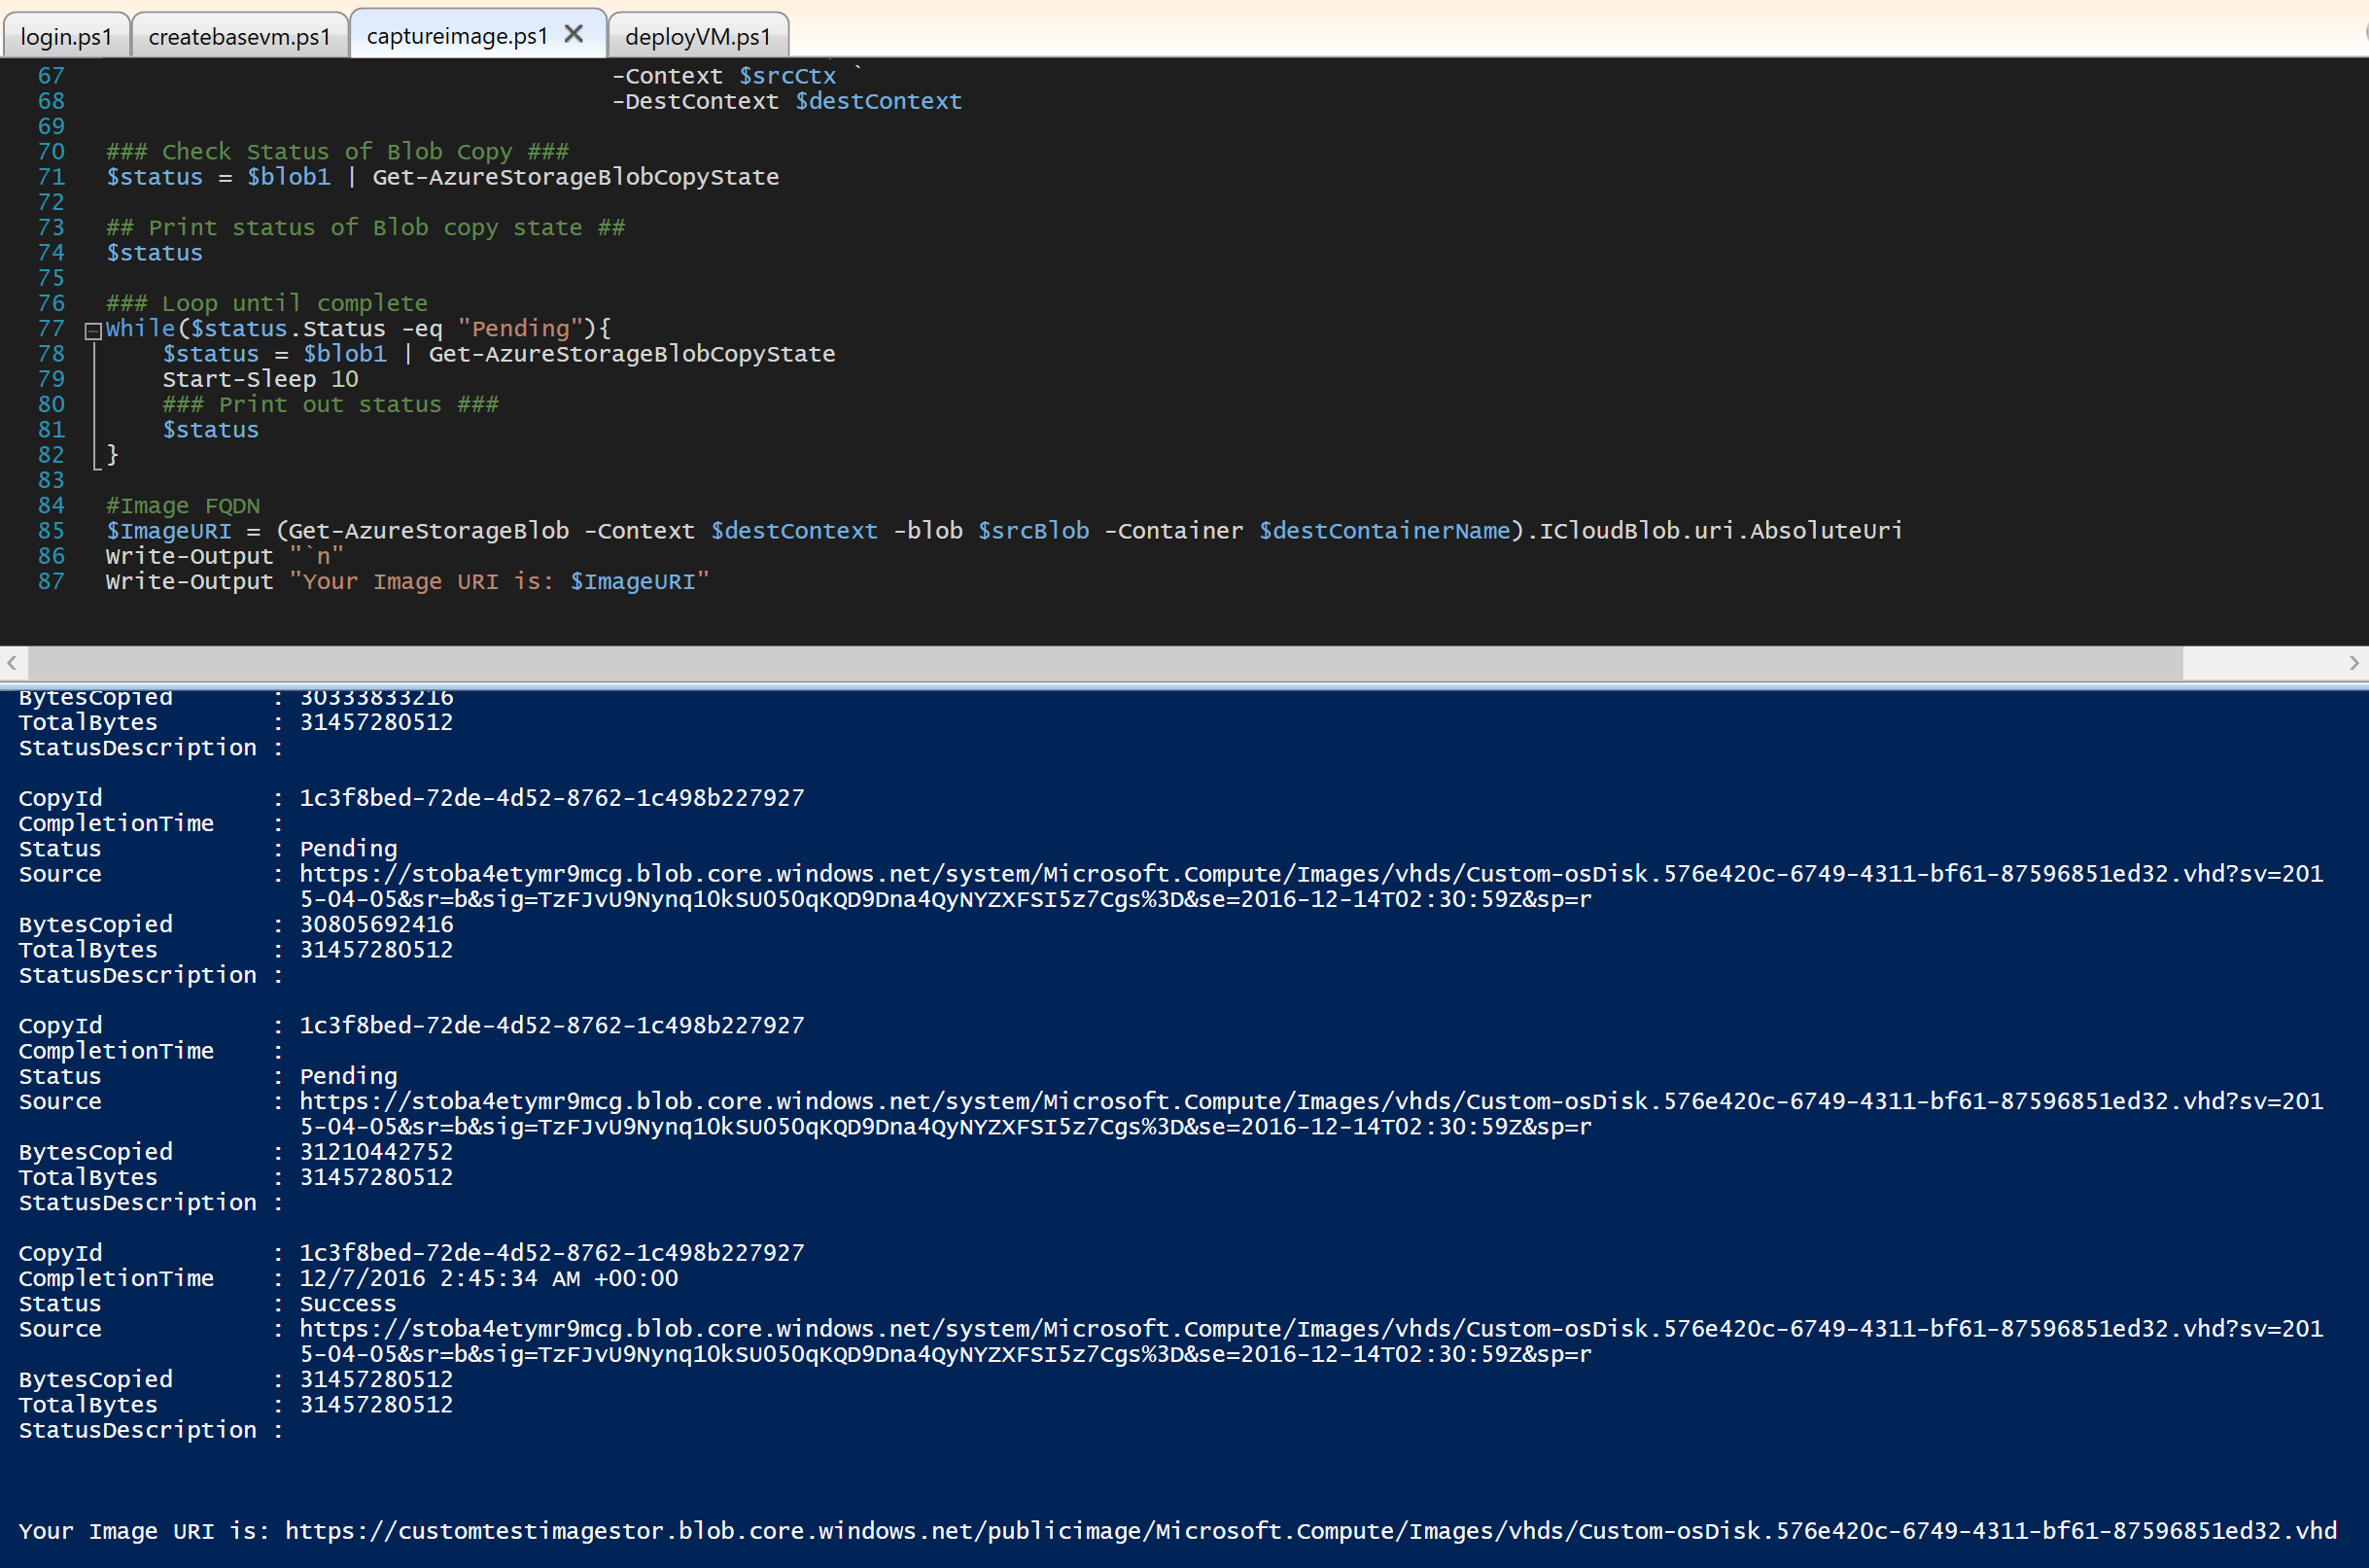 login.ps1 createbasevm.ps1 captureimage.ps1 deployVM.ps1
67 -Context $srcCtx `
68 -DestContext $destContext
69
70 ### Check Status of Blob Copy ###
71 $status = $blob1 | Get-AzureStorageBlobCopyState
72
73 ## Print status of Blob copy state ##
74 $status
75
76 ### Loop until complete
77 While($status.Status -eq "Pending"){
78 $status = $blob1 | Get-AzureStorageBlobCopyState
79 Start-Sleep 10
80 ### Print out status ###
81 $status
82 }
83
84 #Image FQDN
85 $ImageURI = (Get-AzureStorageBlob -Context $destContext -blob $srcBlob -Container $destContainerName).ICloudBlob.uri.AbsoluteUri
86 Write-Output "`n"
87 Write-Output "Your Image URI is: $ImageURI"
BytesCopied : 30333833216
TotalBytes : 31457280512
StatusDescription :
CopyId : 1c3f8bed-72de-4d52-8762-1c498b227927
CompletionTime :
Status : Pending
Source : https://stoba4etymr9mcg.blob.core.windows.net/system/Microsoft.Compute/Images/vhds/Custom-osDisk.576e420c-6749-4311-bf61-87596851ed32.vhd?sv=201
5-04-05&sr=b&sig=TzFJvU9Nynq1OkSU050qKQD9Dna4QyNYZXFSI5z7Cgs%3D&se=2016-12-14T02:30:59Z&sp=r
BytesCopied : 30805692416
TotalBytes : 31457280512
StatusDescription :
CopyId : 1c3f8bed-72de-4d52-8762-1c498b227927
CompletionTime :
Status : Pending
Source : https://stoba4etymr9mcg.blob.core.windows.net/system/Microsoft.Compute/Images/vhds/Custom-osDisk.576e420c-6749-4311-bf61-87596851ed32.vhd?sv=201
5-04-05&sr=b&sig=TzFJvU9Nynq1OkSU050qKQD9Dna4QyNYZXFSI5z7Cgs%3D&se=2016-12-14T02:30:59Z&sp=r
BytesCopied : 31210442752
TotalBytes : 31457280512
StatusDescription :
CopyId : 1c3f8bed-72de-4d52-8762-1c498b227927
CompletionTime : 12/7/2016 2:45:34 AM +00:00
Status : Success
Source : https://stoba4etymr9mcg.blob.core.windows.net/system/Microsoft.Compute/Images/vhds/Custom-osDisk.576e420c-6749-4311-bf61-87596851ed32.vhd?sv=201
5-04-05&sr=b&sig=TzFJvU9Nynq1OkSU050qKQD9Dna4QyNYZXFSI5z7Cgs%3D&se=2016-12-14T02:30:59Z&sp=r
BytesCopied : 31457280512
TotalBytes : 31457280512
StatusDescription :
Your Image URI is: https://customtestimagestor.blob.core.windows.net/publicimage/Microsoft.Compute/Images/vhds/Custom-osDisk.576e420c-6749-4311-bf61-87596851ed32.vhd